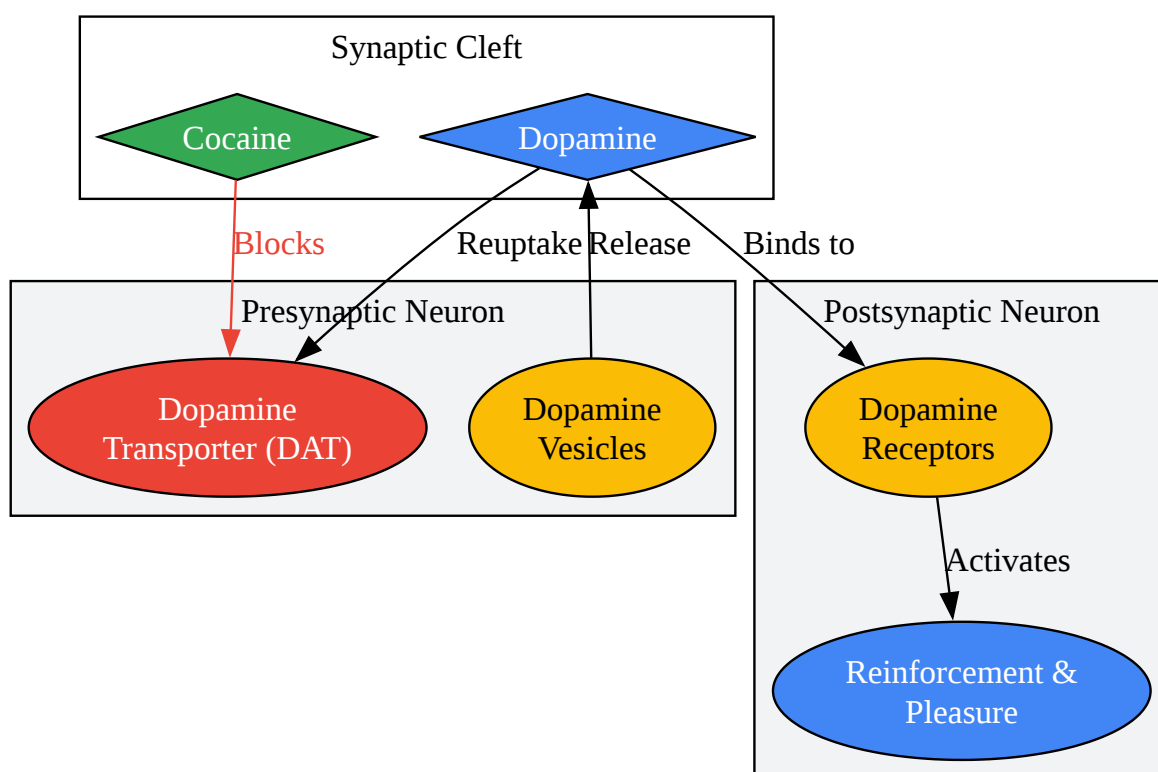 Synaptic Cleft
Cocaine
Dopamine
Blocks
Reuptake
Release
Binds to
Presynaptic Neuron
Postsynaptic Neuron
Dopamine
Transporter (DAT)
Dopamine
Vesicles
Dopamine
Receptors
Activates
Reinforcement &
Pleasure